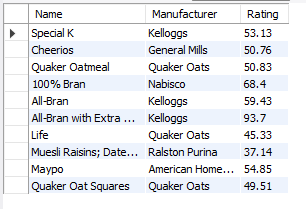 Name Manufacturer Rating
Special K Kelloggs 53.13
Cheerios General Mills 50.76
Quaker Oatmeal Quaker Oats 50.83
100% Bran Nabisco 68.4
All-Bran Kelloggs 59.43
All-Bran with Extra ... Kelloggs 93.7
Life Quaker Oats 45.33
Muesli Raisins; Date... Ralston Purina 37.14
Maypo American Home... 54.85
Quaker Oat Squares Quaker Oats 49.51